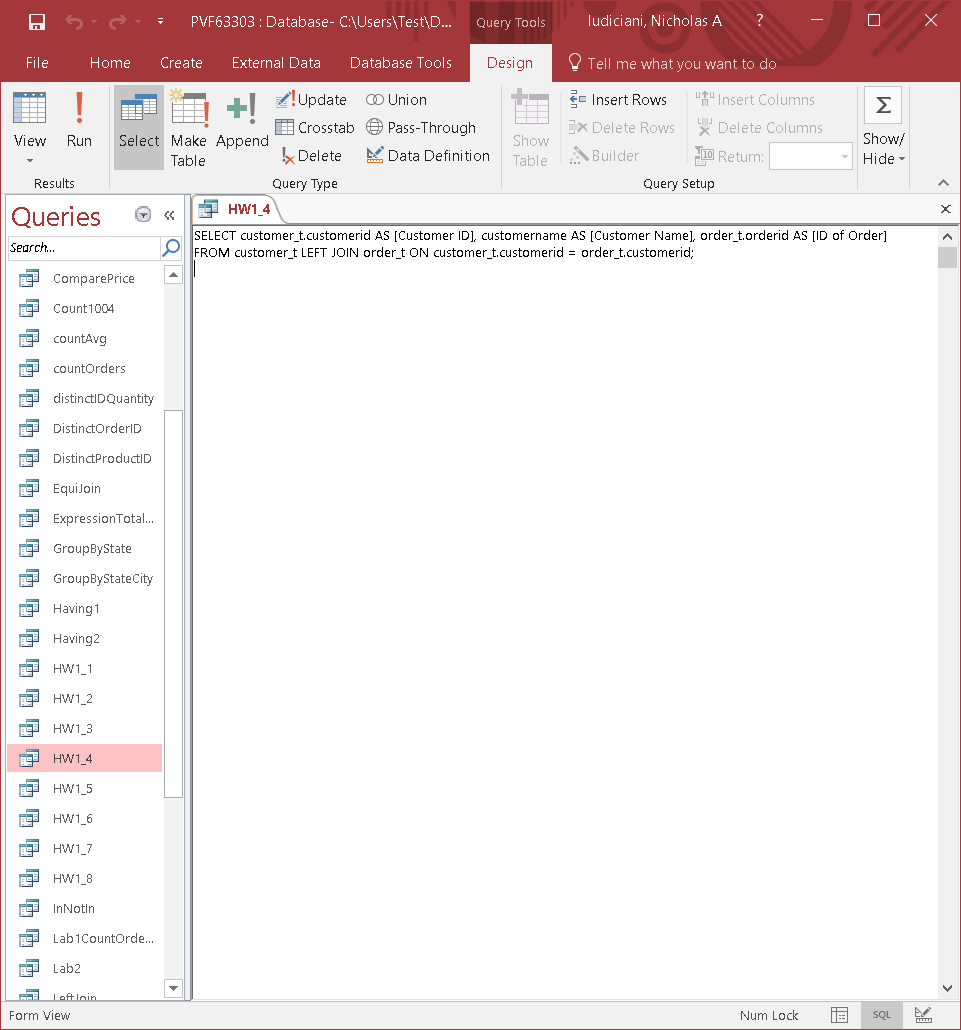 PVF63303 : Database- C:\Users\Test\D...
Query Tools
Iudiciani, Nicholas A
?
File
Home
Create
External Data
Database Tools
Design
Tell me what you want to do
View
Run
Select
Make Table
Append
Update
Crosstab
Delete
Union
Pass-Through
Data Definition
Show Table
Insert Rows
Delete Rows
Builder
Insert Columns
Delete Columns
Return:
Σ
Show/ Hide
Results
Query Type
Query Setup
Queries
Search...
HW1_4
SELECT customer_t.customerid AS [Customer ID], customername AS [Customer Name], order_t.orderid AS [ID of Order]
FROM customer_t LEFT JOIN order_t ON customer_t.customerid = order_t.customerid;
ComparePrice
Count1004
countAvg
countOrders
distinctIDQuantity
DistinctOrderID
DistinctProductID
EquiJoin
ExpressionTotal...
GroupByState
GroupByStateCity
Having1
Having2
HW1_1
HW1_2
HW1_3
HW1_4
HW1_5
HW1_6
HW1_7
HW1_8
InNotIn
Lab1CountOrde...
Lab2
LeftJoin
Form View
Num Lock
SQL